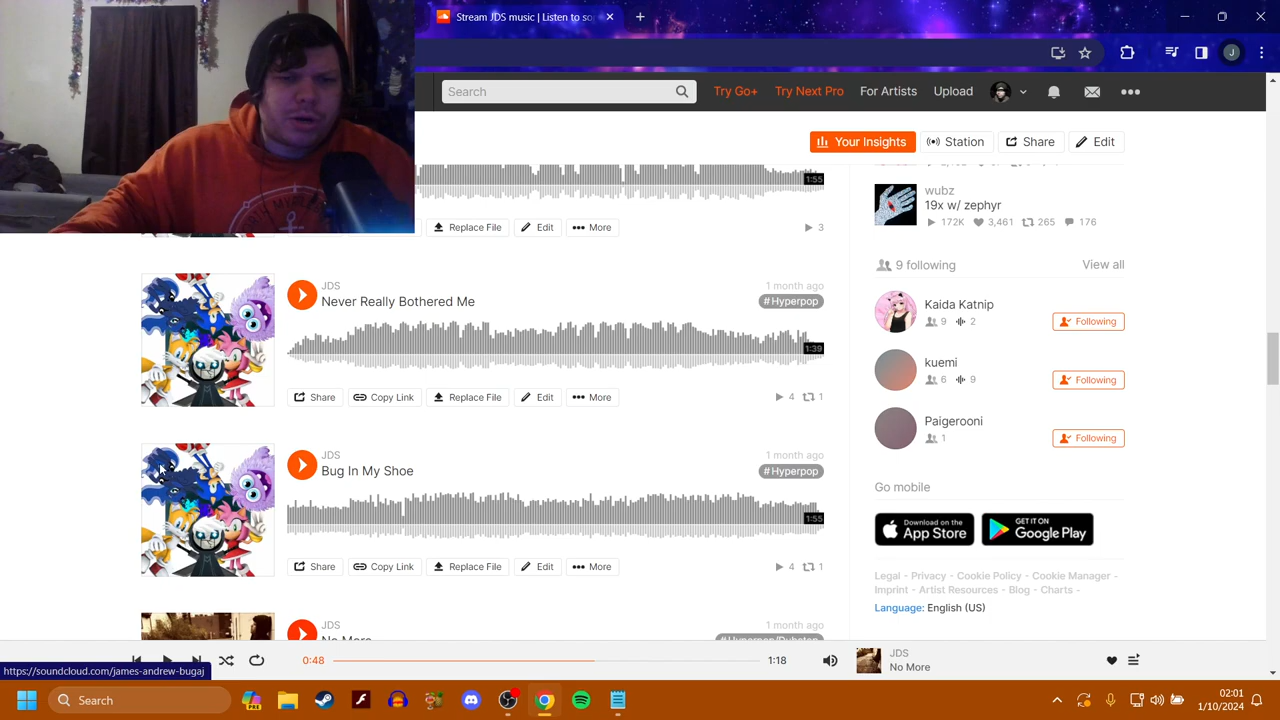 Stream JDS music | Listen to so
J
Search
Try Go+
Try Next Pro
For Artists
Upload
Your Insights
Station
Share
Edit
1:55
Replace File
Edit
More
3
wubz
19x w/ zephyr
172K
3,461
265
176
9 following
View all
JDS
1 month ago
Never Really Bothered Me
# Hyperpop
1:39
Share
Copy Link
Replace File
Edit
More
4
1
Kaida Katnip
9
2
Following
kuemi
6
9
Following
Paigerooni
1
Following
JDS
1 month ago
Bug In My Shoe
# Hyperpop
1:55
Share
Copy Link
Replace File
Edit
More
4
1
Go mobile
Download on the
App Store
GET IT ON
Google Play
Legal - Privacy - Cookie Policy - Cookie Manager -
Imprint - Artist Resources - Blog - Charts -
Language: English (US)
JDS
1 month ago
No More
# Hyperpop/Dubstep
0:48
1:18
JDS
No More
https://soundcloud.com/james-andrew-bugaj
Search
PRE
02:01
1/10/2024